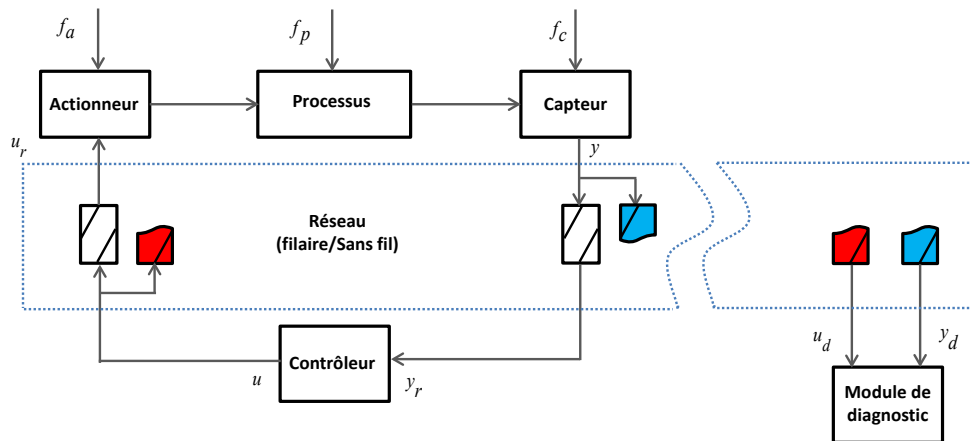 f_a
f_p
f_c
Actionneur
Processus
Capteur
u_r
y
Réseau
(filaire/Sans fil)
Contrôleur
u
y_r
u_d
y_d
Module de
diagnostic